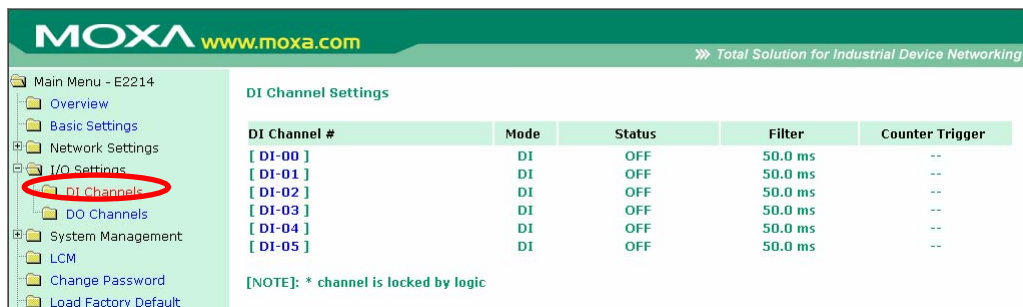 MOXA www.moxa.com
Total Solution for Industrial Device Networking
Main Menu - E2214
Overview
Basic Settings
Network Settings
I/O Settings
DI Channels
DO Channels
System Management
LCM
Change Password
Load Factory Default
DI Channel Settings
DI Channel # Mode Status Filter Counter Trigger
[ DI-00 ] DI OFF 50.0 ms --
[ DI-01 ] DI OFF 50.0 ms --
[ DI-02 ] DI OFF 50.0 ms --
[ DI-03 ] DI OFF 50.0 ms --
[ DI-04 ] DI OFF 50.0 ms --
[ DI-05 ] DI OFF 50.0 ms --
[NOTE]: * channel is locked by logic